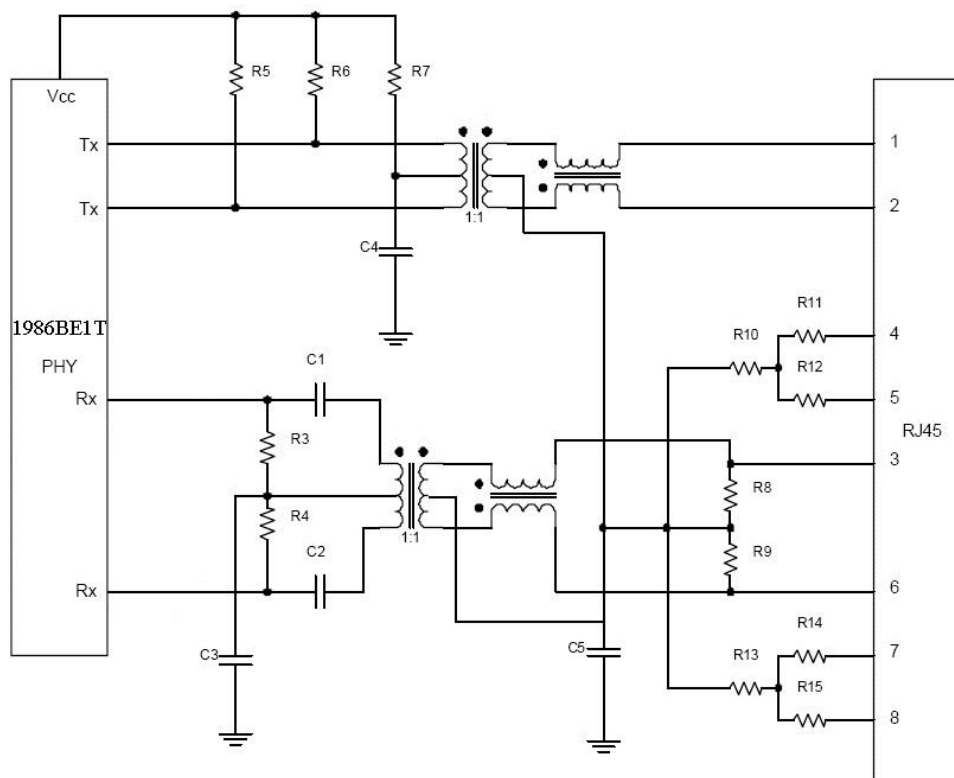 R5
R6
R7
Vcc
Tx
1
Tx
2
1:1
C4
R11
1986BE1T
R10
4
PHY
C1
R12
Rx
5
RJ45
R3
3
R8
R4
1:1
C2
R9
Rx
6
R14
C3
C5
R13
7
R15
8